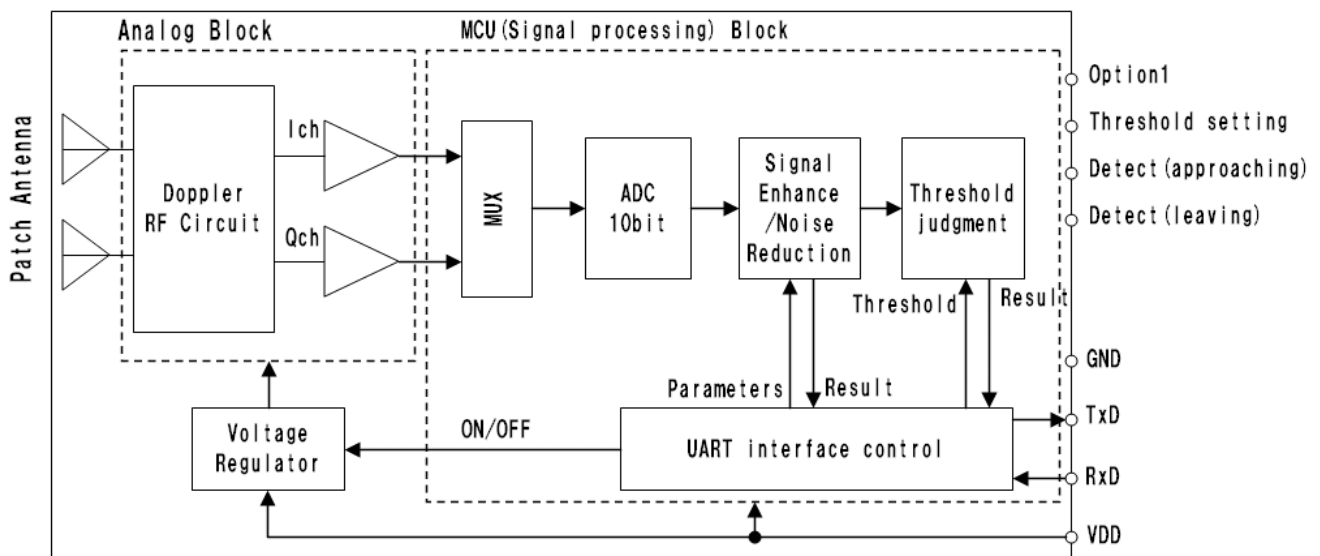 Analog Block
MCU(Signal processing) Block
Patch Antenna
Doppler
RF Circuit
Ich
Qch
MUX
ADC
10bit
Signal
Enhance
/Noise
Reduction
Threshold
judgment
Option1
Threshold setting
Detect(approaching)
Detect(leaving)
Threshold
Result
Parameters
Result
GND
TxD
RxD
VDD
Voltage
Regulator
ON/OFF
UART interface control